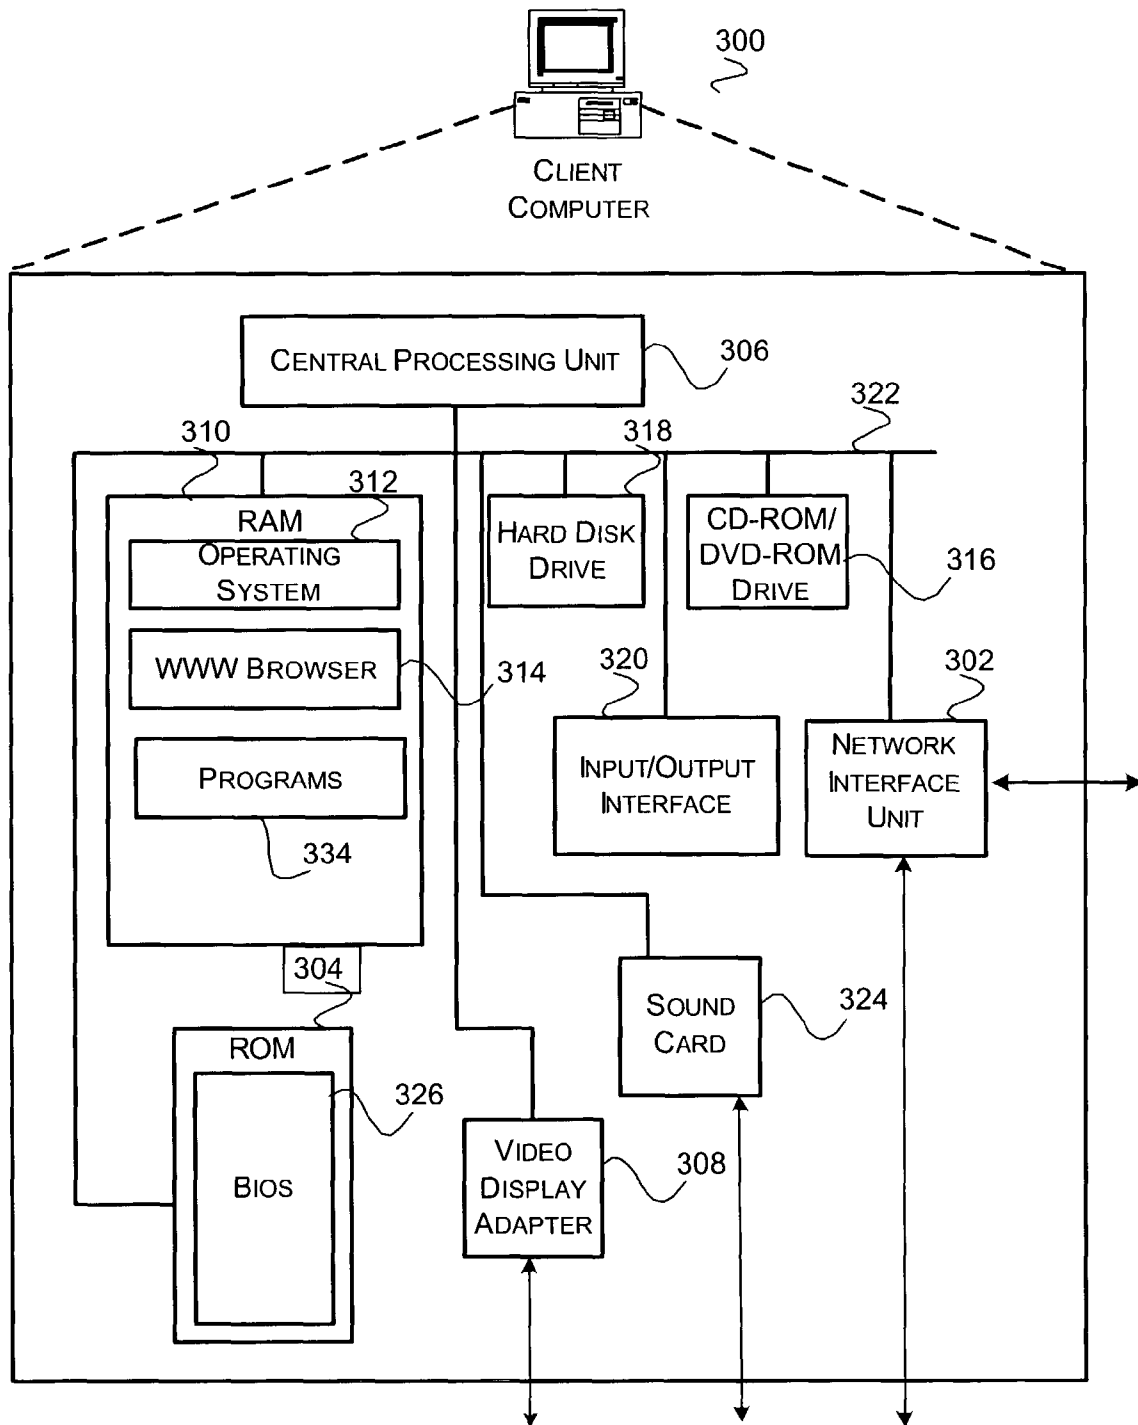 300
CLIENT
COMPUTER
CENTRAL PROCESSING UNIT
306
322
310
318
312
RAM
OPERATING
SYSTEM
HARD DISK
DRIVE
CD-ROM/
DVD-ROM
DRIVE
316
WWW BROWSER
314
320
302
PROGRAMS
INPUT/OUTPUT
INTERFACE
NETWORK
INTERFACE
UNIT
334
304
SOUND
CARD
324
ROM
326
BIOS
VIDEO
DISPLAY
ADAPTER
308